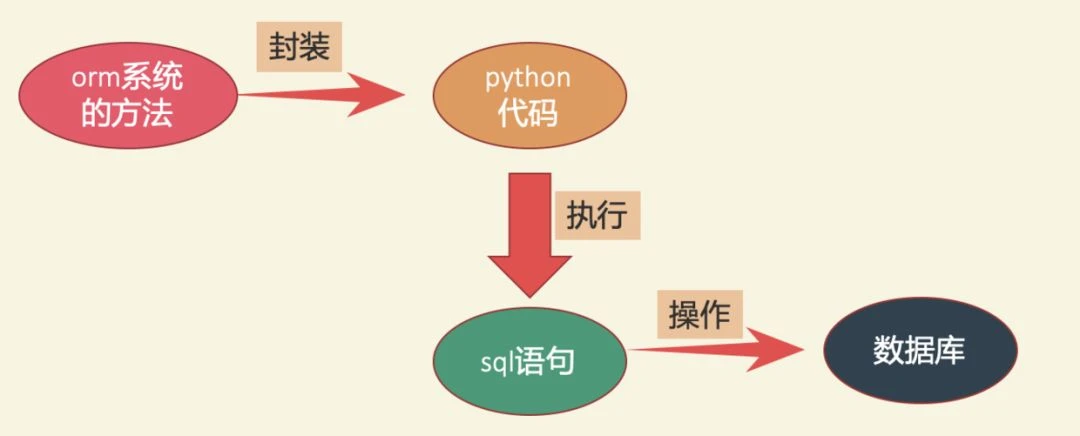 封装
orm系统
的方法
python
代码
执行
操作
sql语句
数据库